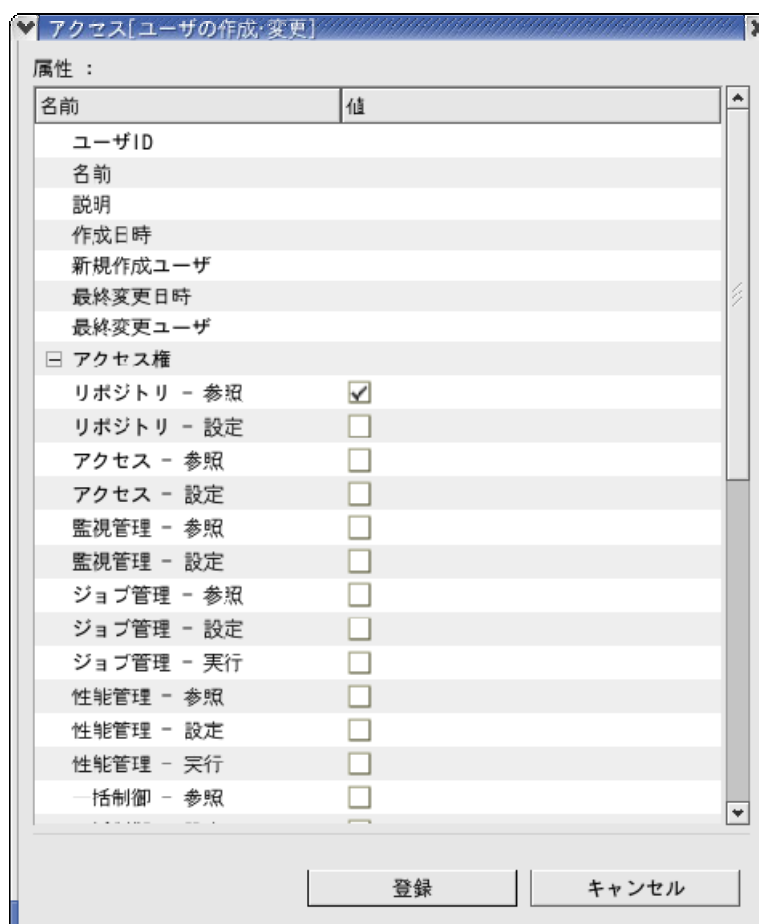 アクセス[ユーザの作成・変更]
属性 :
名前 値
ユーザID
名前
説明
作成日時
新規作成ユーザ
最終変更日時
最終変更ユーザ
アクセス権
リポジトリ - 参照
リポジトリ - 設定
アクセス - 参照
アクセス - 設定
監視管理 - 参照
監視管理 - 設定
ジョブ管理 - 参照
ジョブ管理 - 設定
ジョブ管理 - 実行
性能管理 - 参照
性能管理 - 設定
性能管理 - 実行
一括制御 - 参照
登録 キャンセル